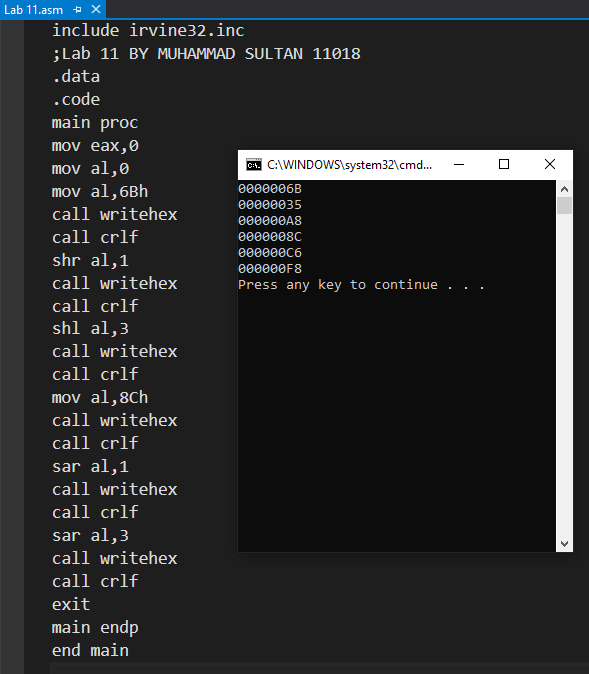 Lab 11.asm
include irvine32.inc
;Lab 11 BY MUHAMMAD SULTAN 11018
.data
.code
main proc
mov eax,0
mov al,0
mov al,6Bh
call writehex
call crlf
shr al,1
call writehex
call crlf
shl al,3
call writehex
call crlf
mov al,8Ch
call writehex
call crlf
sar al,1
call writehex
call crlf
sar al,3
call writehex
call crlf
exit
main endp
end main
C:\WINDOWS\system32\cmd...
0000006B
00000035
000000A8
0000008C
000000C6
000000F8
Press any key to continue . . .